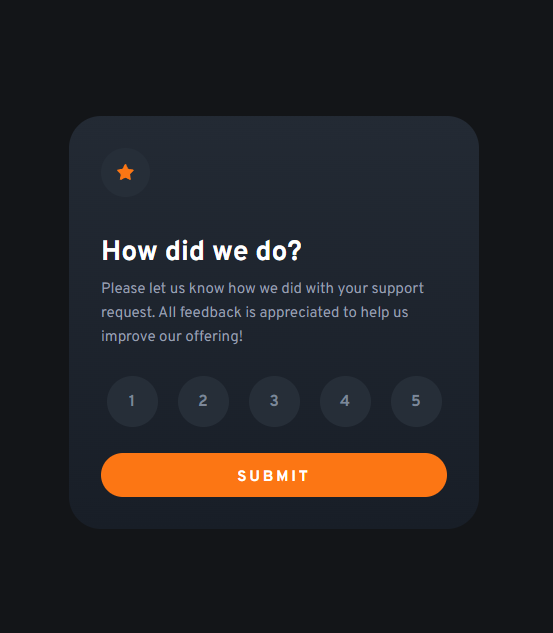 How did we do?
Please let us know how we did with your support
request. All feedback is appreciated to help us
improve our offering!
1 2 3 4 5
SUBMIT